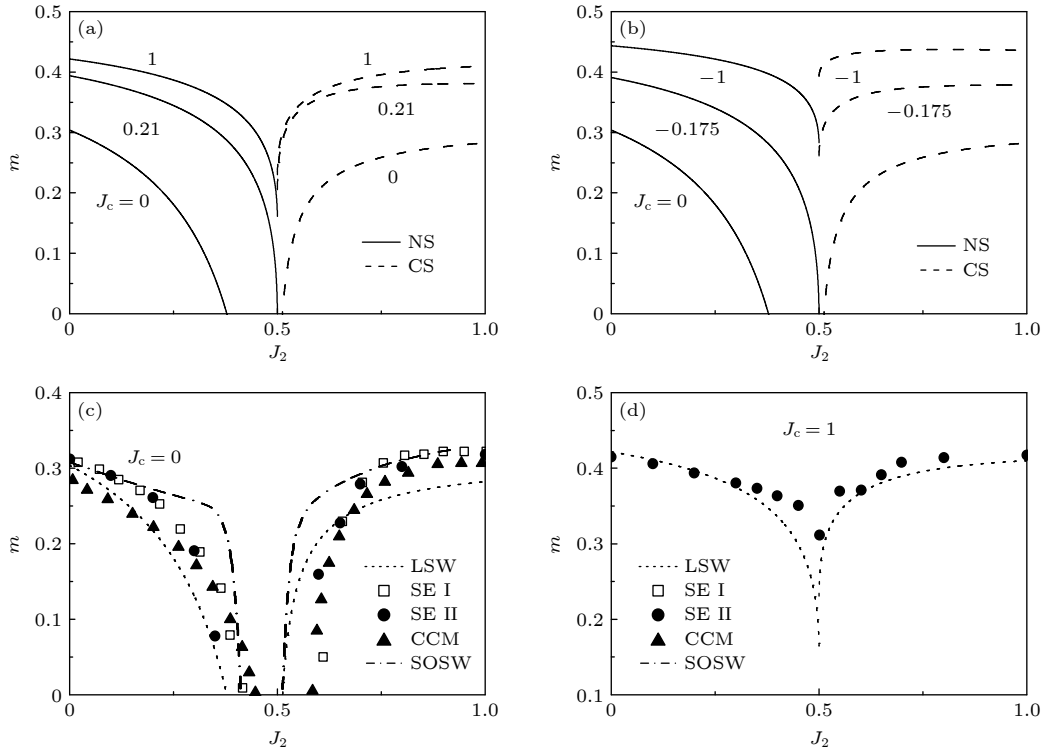 (a)
0.5
0.4
0.3
0.2
0.1
0
m
1
1
0.21
0.21
0
J_c = 0
NS
CS
0
0.5
1.0
J_2
(b)
0.5
0.4
0.3
0.2
0.1
0
m
−1
−1
−0.175
−0.175
J_c = 0
NS
CS
0
0.5
1.0
J_2
(c)
0.4
0.3
0.2
0.1
0
m
J_c = 0
LSW
SE I
SE II
CCM
SOSW
0
0.5
1.0
J_2
(d)
0.5
0.4
0.3
0.2
0.1
m
J_c = 1
LSW
SE I
SE II
CCM
SOSW
0
0.5
1.0
J_2